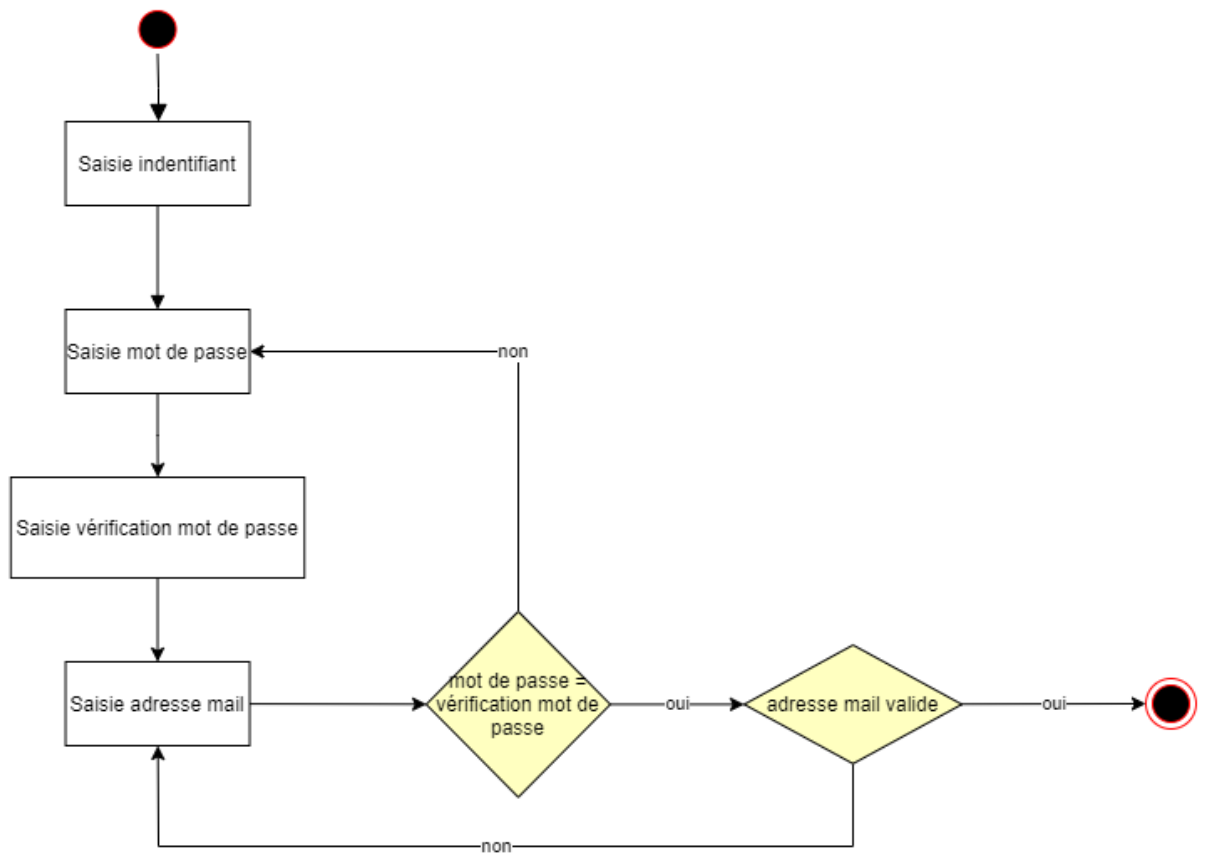 Saisie indentifiant
Saisie mot de passe
non
Saisie vérification mot de passe
Saisie adresse mail
mot de passe =
vérification mot de
passe
oui
adresse mail valide
oui
non